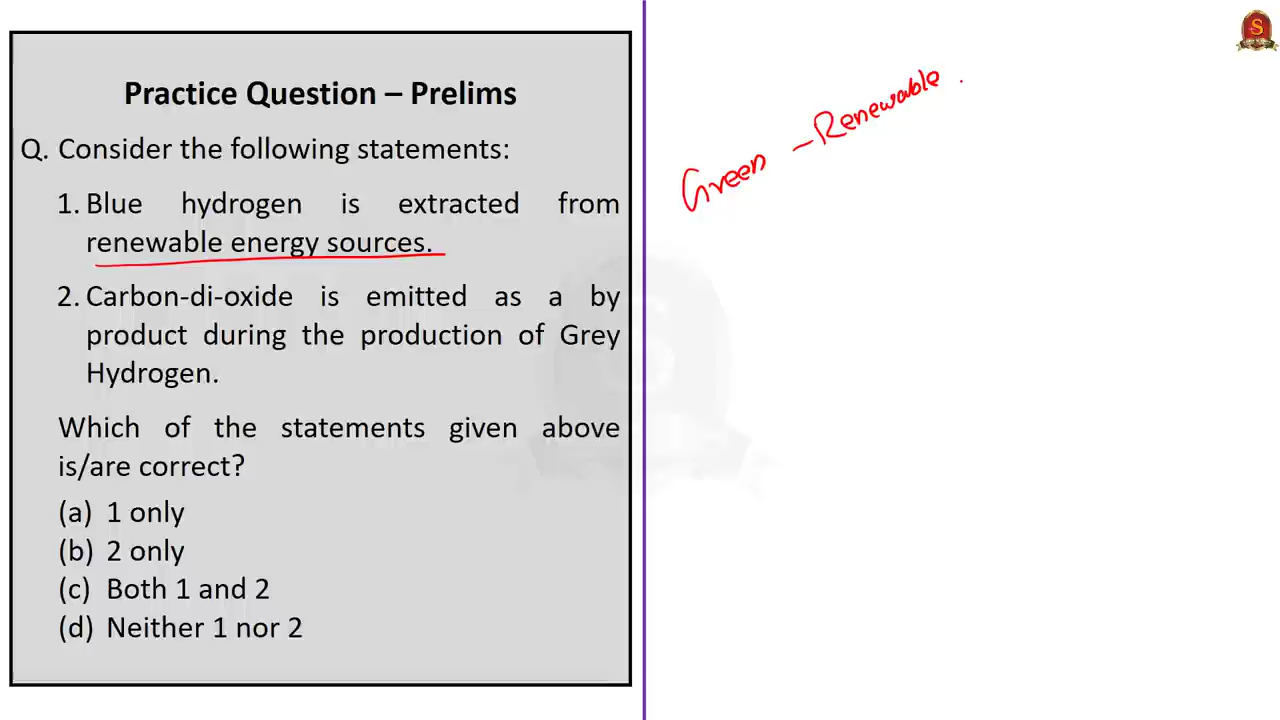 Practice Question – Prelims
Q. Consider the following statements:
1. Blue hydrogen is extracted from
renewable energy sources.
2. Carbon-di-oxide is emitted as a by
product during the production of Grey
Hydrogen.
Which of the statements given above
is/are correct?
(a) 1 only
(b) 2 only
(c) Both 1 and 2
(d) Neither 1 nor 2
Green – Renewable
S